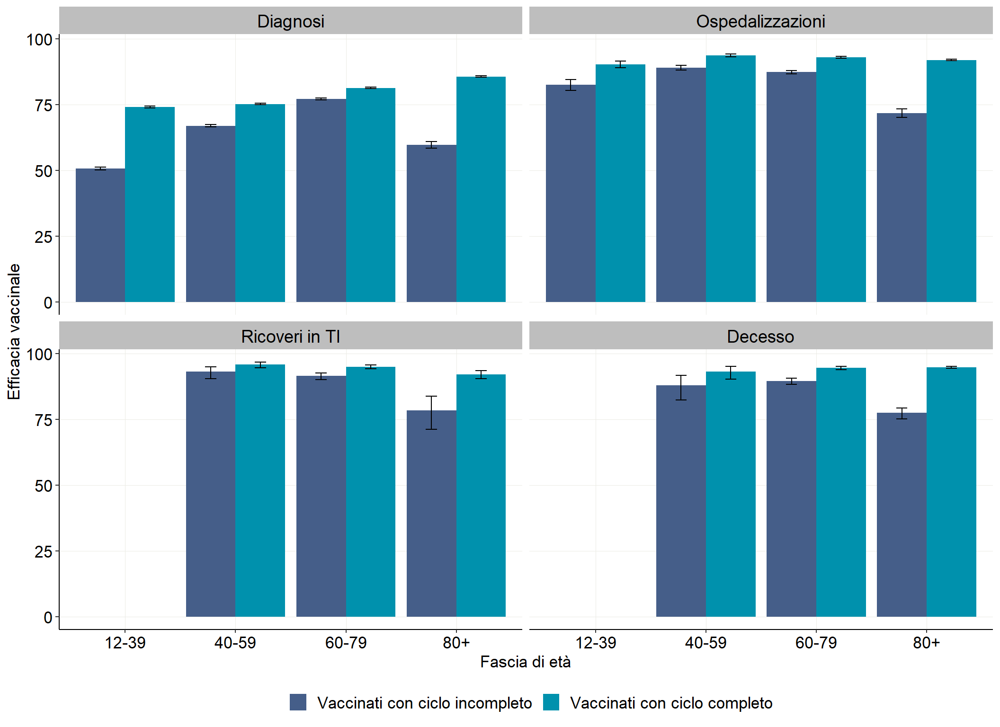 Diagnosi
Ospedalizzazioni
100
75
50
25
0
Efficacia vaccinale
Ricoveri in TI
Decesso
100
75
50
25
0
12-39 40-59 60-79 80+ 12-39 40-59 60-79 80+
Fascia di età
Vaccinati con ciclo incompleto Vaccinati con ciclo completo